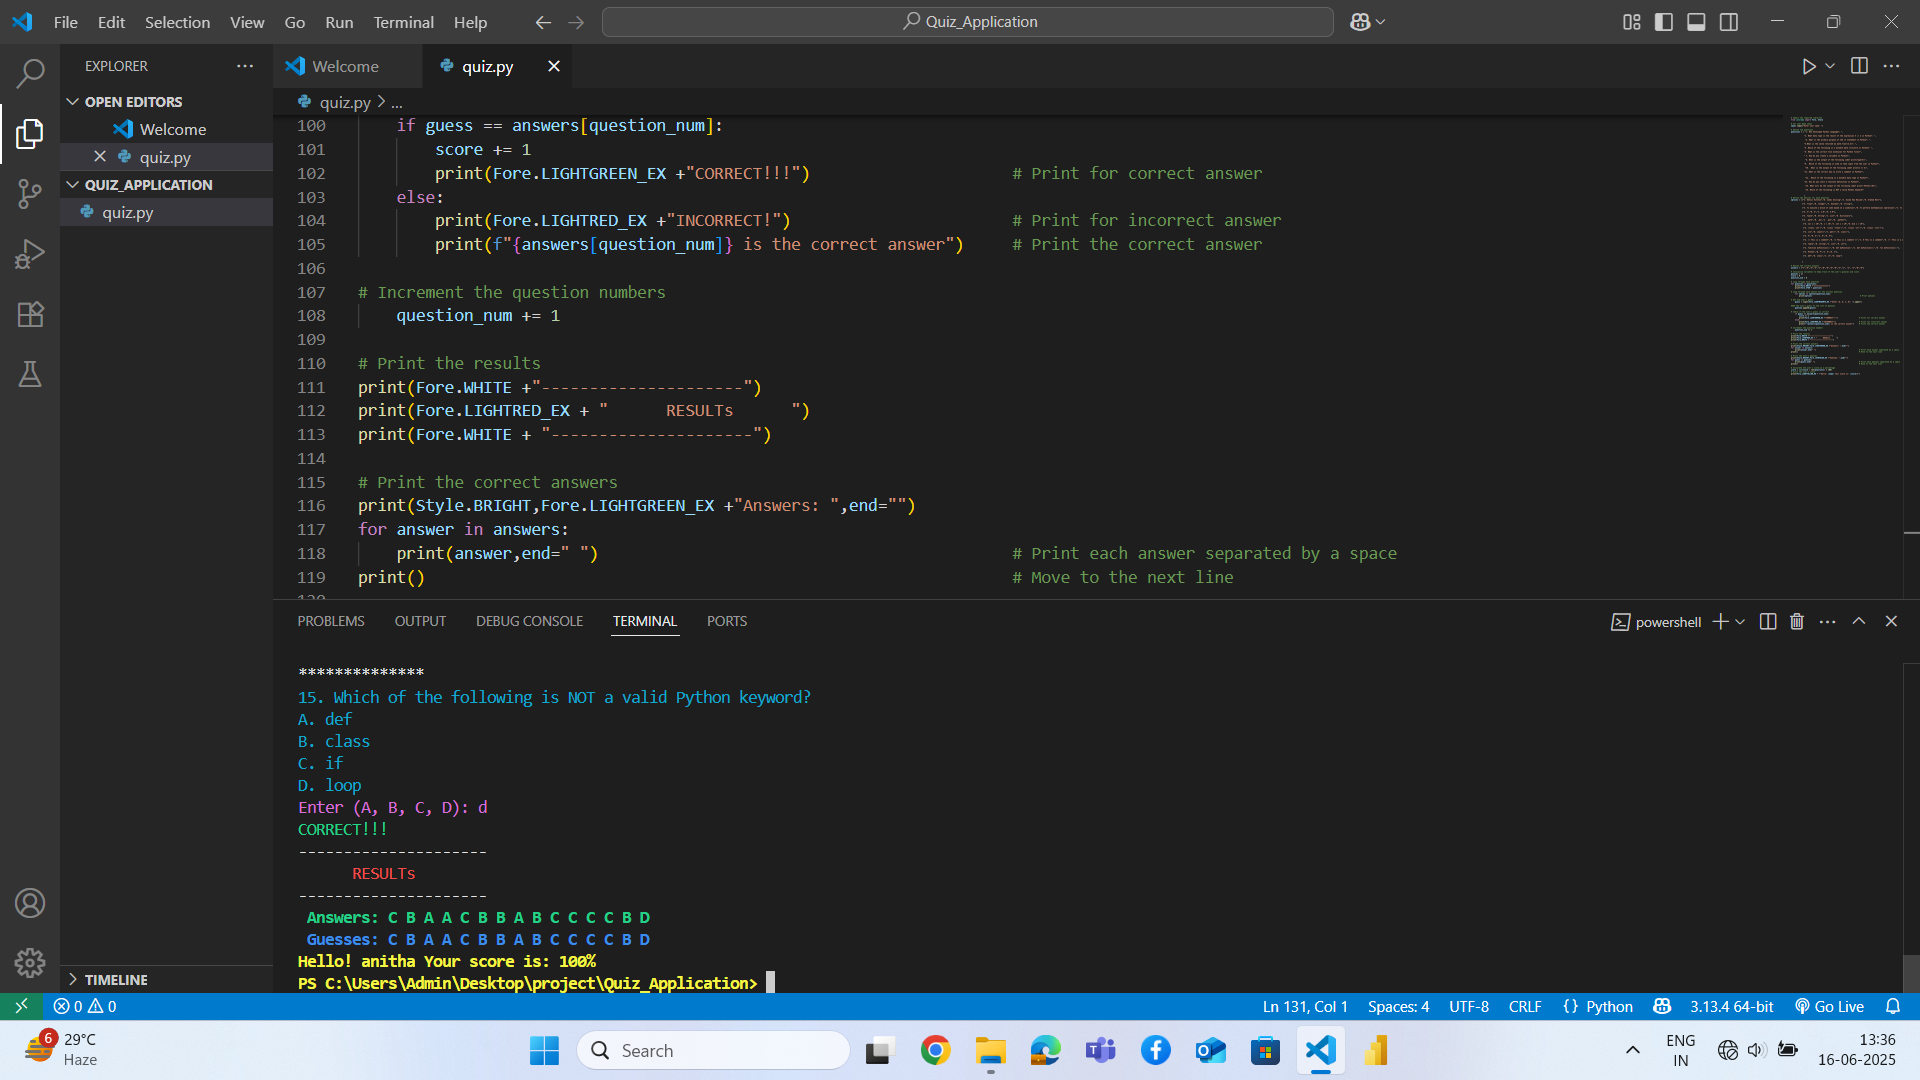 File Edit Selection View Go Run Terminal Help
Quiz_Application
EXPLORER
OPEN EDITORS
Welcome
quiz.py
QUIZ_APPLICATION
quiz.py
TIMELINE
Welcome
quiz.py
quiz.py > ...
100 if guess == answers[question_num]:
101 score += 1
102 print(Fore.LIGHTGREEN_EX +"CORRECT!!!") # Print for correct answer
103 else:
104 print(Fore.LIGHTRED_EX +"INCORRECT!") # Print for incorrect answer
105 print(f"{answers[question_num]} is the correct answer") # Print the correct answer
106
107 # Increment the question numbers
108 question_num += 1
109
110 # Print the results
111 print(Fore.WHITE +"---------------------")
112 print(Fore.LIGHTRED_EX + "      RESULTs      ")
113 print(Fore.WHITE + "---------------------")
114
115 # Print the correct answers
116 print(Style.BRIGHT,Fore.LIGHTGREEN_EX +"Answers: ",end="")
117 for answer in answers:
118 print(answer,end=" ") # Print each answer separated by a space
119 print() # Move to the next line
PROBLEMS OUTPUT DEBUG CONSOLE TERMINAL PORTS
powershell
**************
15. Which of the following is NOT a valid Python keyword?
A. def
B. class
C. if
D. loop
Enter (A, B, C, D): d
CORRECT!!!
---------------------
RESULTs
---------------------
Answers: C B A A C B B A B C C C C B D
Guesses: C B A A C B B A B C C C C B D
Hello! anitha Your score is: 100%
PS C:\Users\Admin\Desktop\project\Quiz_Application>
0 0
Ln 131, Col 1 Spaces: 4 UTF-8 CRLF {} Python 3.13.4 64-bit Go Live
6
29°C
Haze
Search
ENG
IN
13:36
16-06-2025